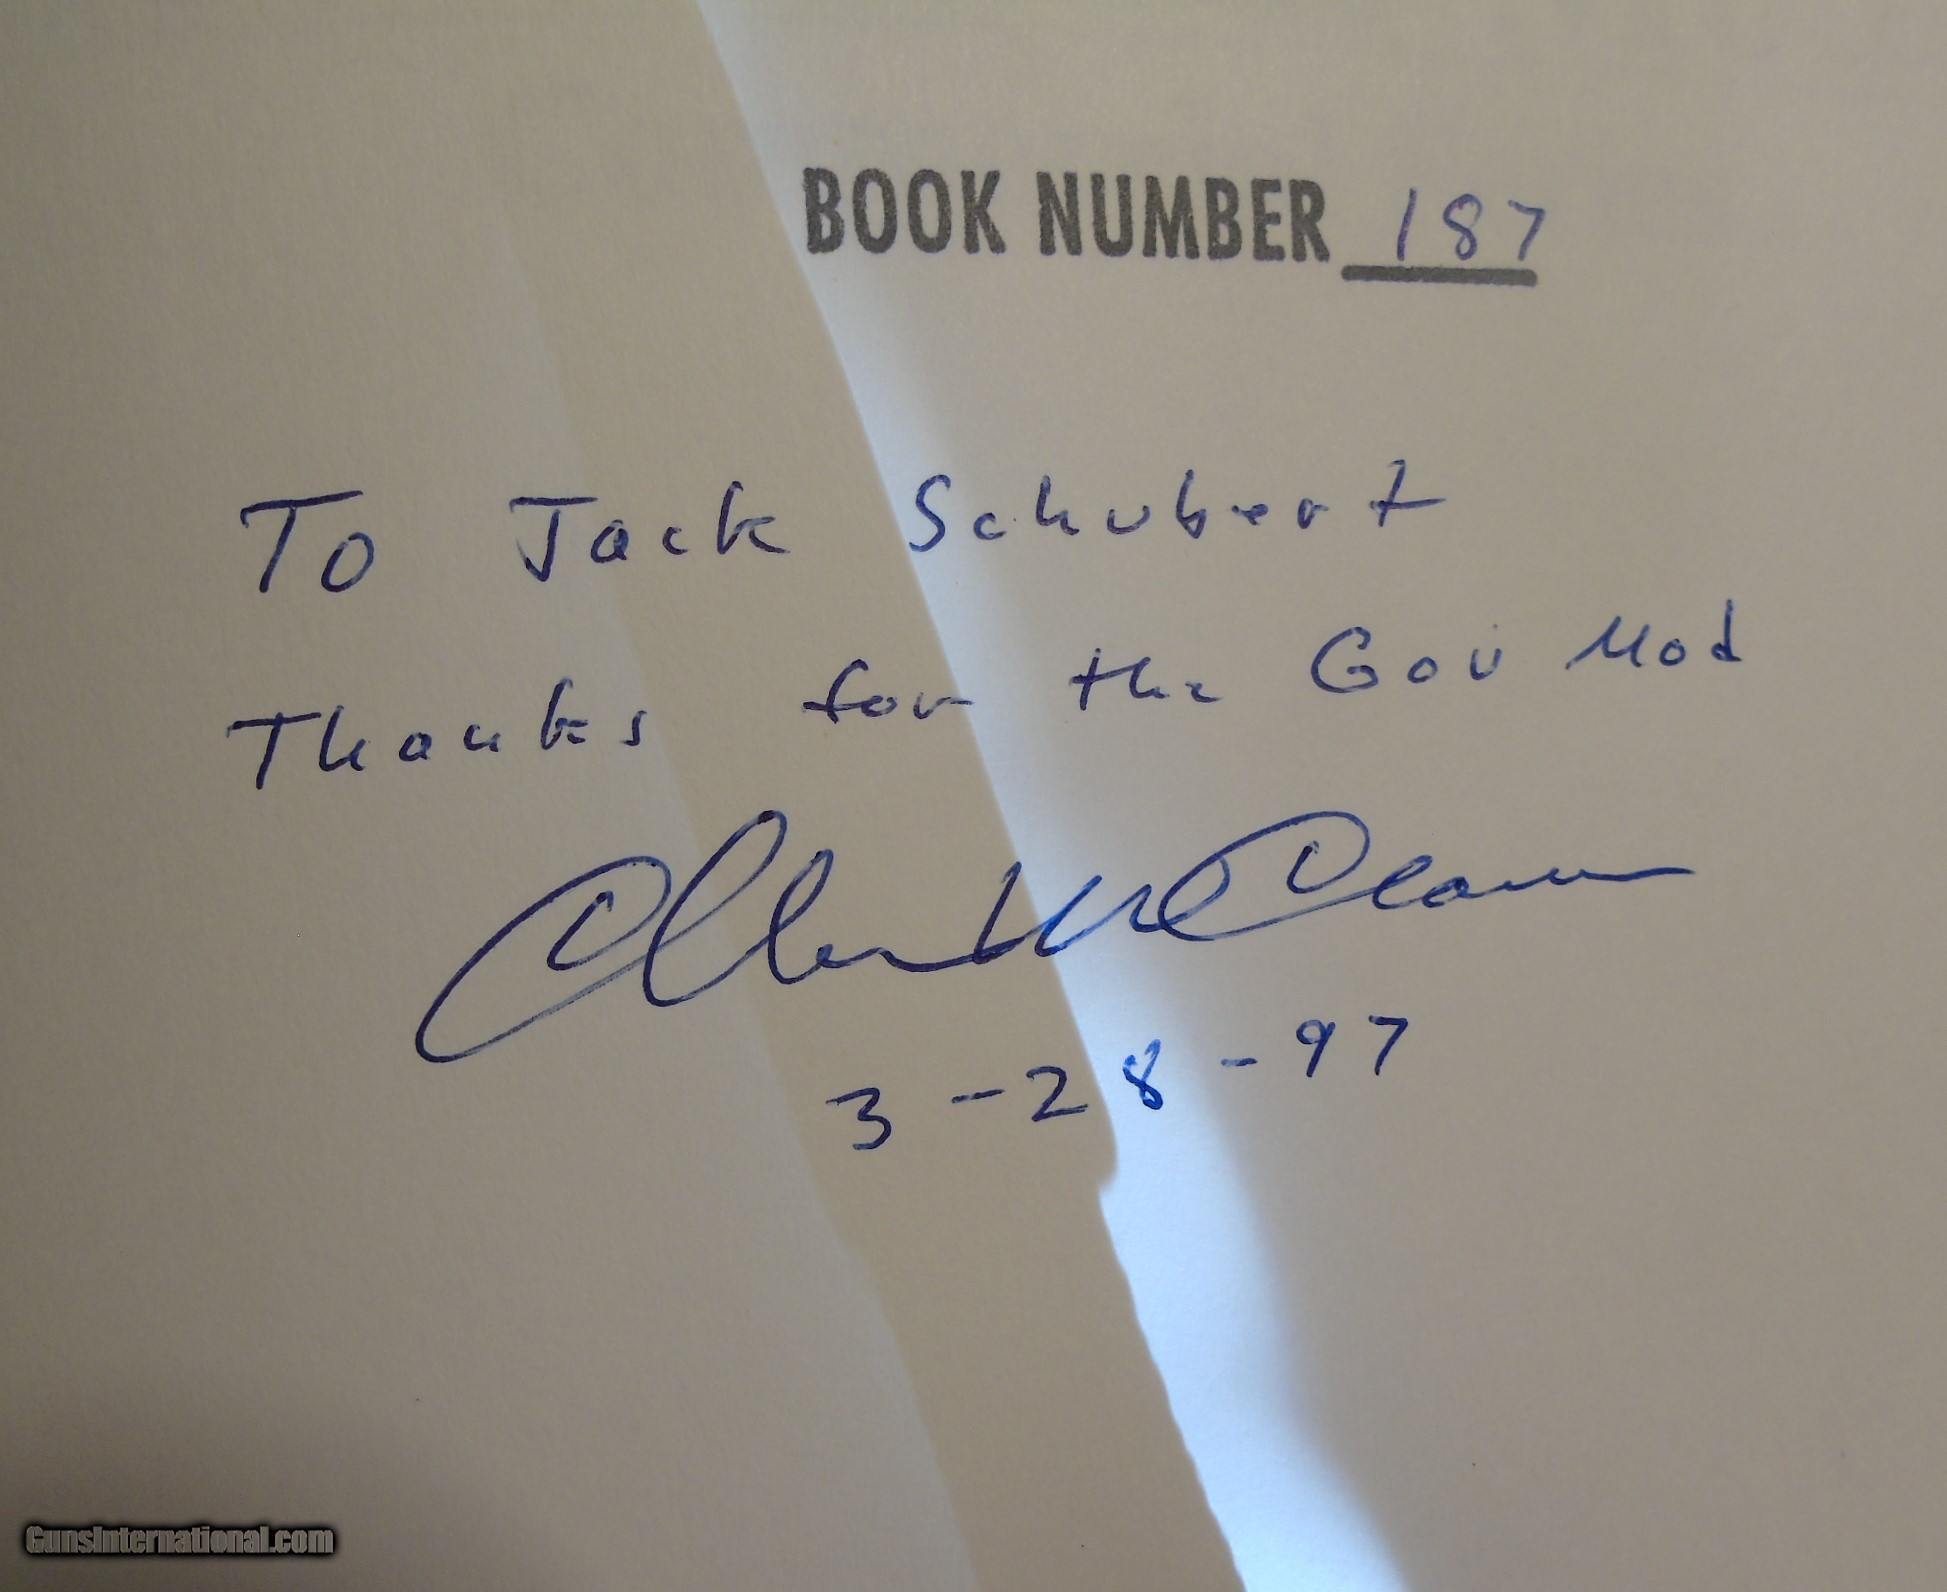 BOOK NUMBER 187
To Jack Schubert
Thanks for the Gov Mod
3-28-97
GunsInternational.com